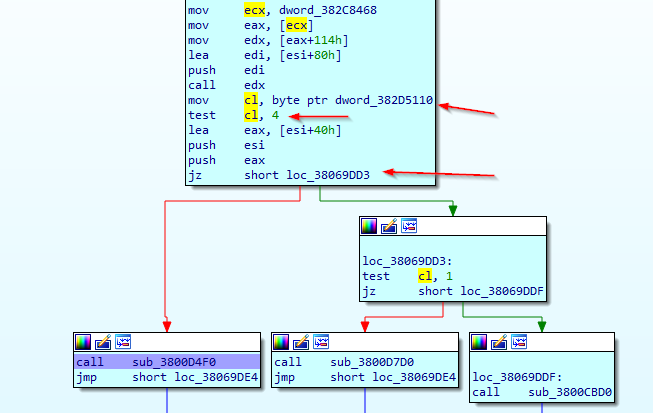 mov ecx, dword_382C8468
mov eax, [ecx]
mov edx, [eax+114h]
lea edi, [esi+80h]
push edi
call edx
mov cl, byte ptr dword_382D5110
test cl, 4
lea eax, [esi+40h]
push esi
push eax
jz short loc_38069DD3
loc_38069DD3:
test cl, 1
jz short loc_38069DDF
call sub_3800D4F0
jmp short loc_38069DE4
call sub_3800D7D0
jmp short loc_38069DE4
loc_38069DDF:
call sub_3800CBD0